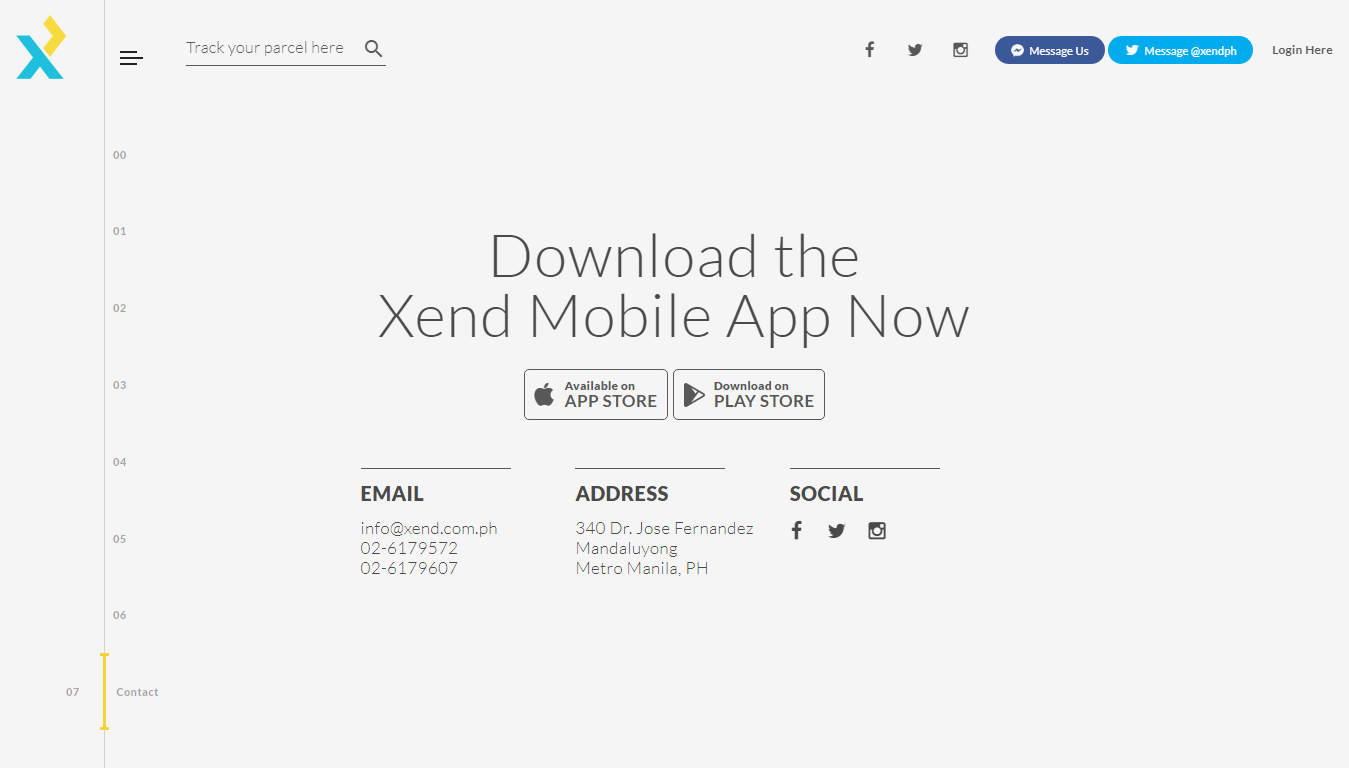 Track your parcel here
Message Us
Message @xendph
Login Here
00
01
02
03
04
05
06
07
Contact
Download the
Xend Mobile App Now
Available on
APP STORE
Download on
PLAY STORE
EMAIL
info@xend.com.ph
02-6179572
02-6179607
ADDRESS
340 Dr. Jose Fernandez
Mandaluyong
Metro Manila, PH
SOCIAL